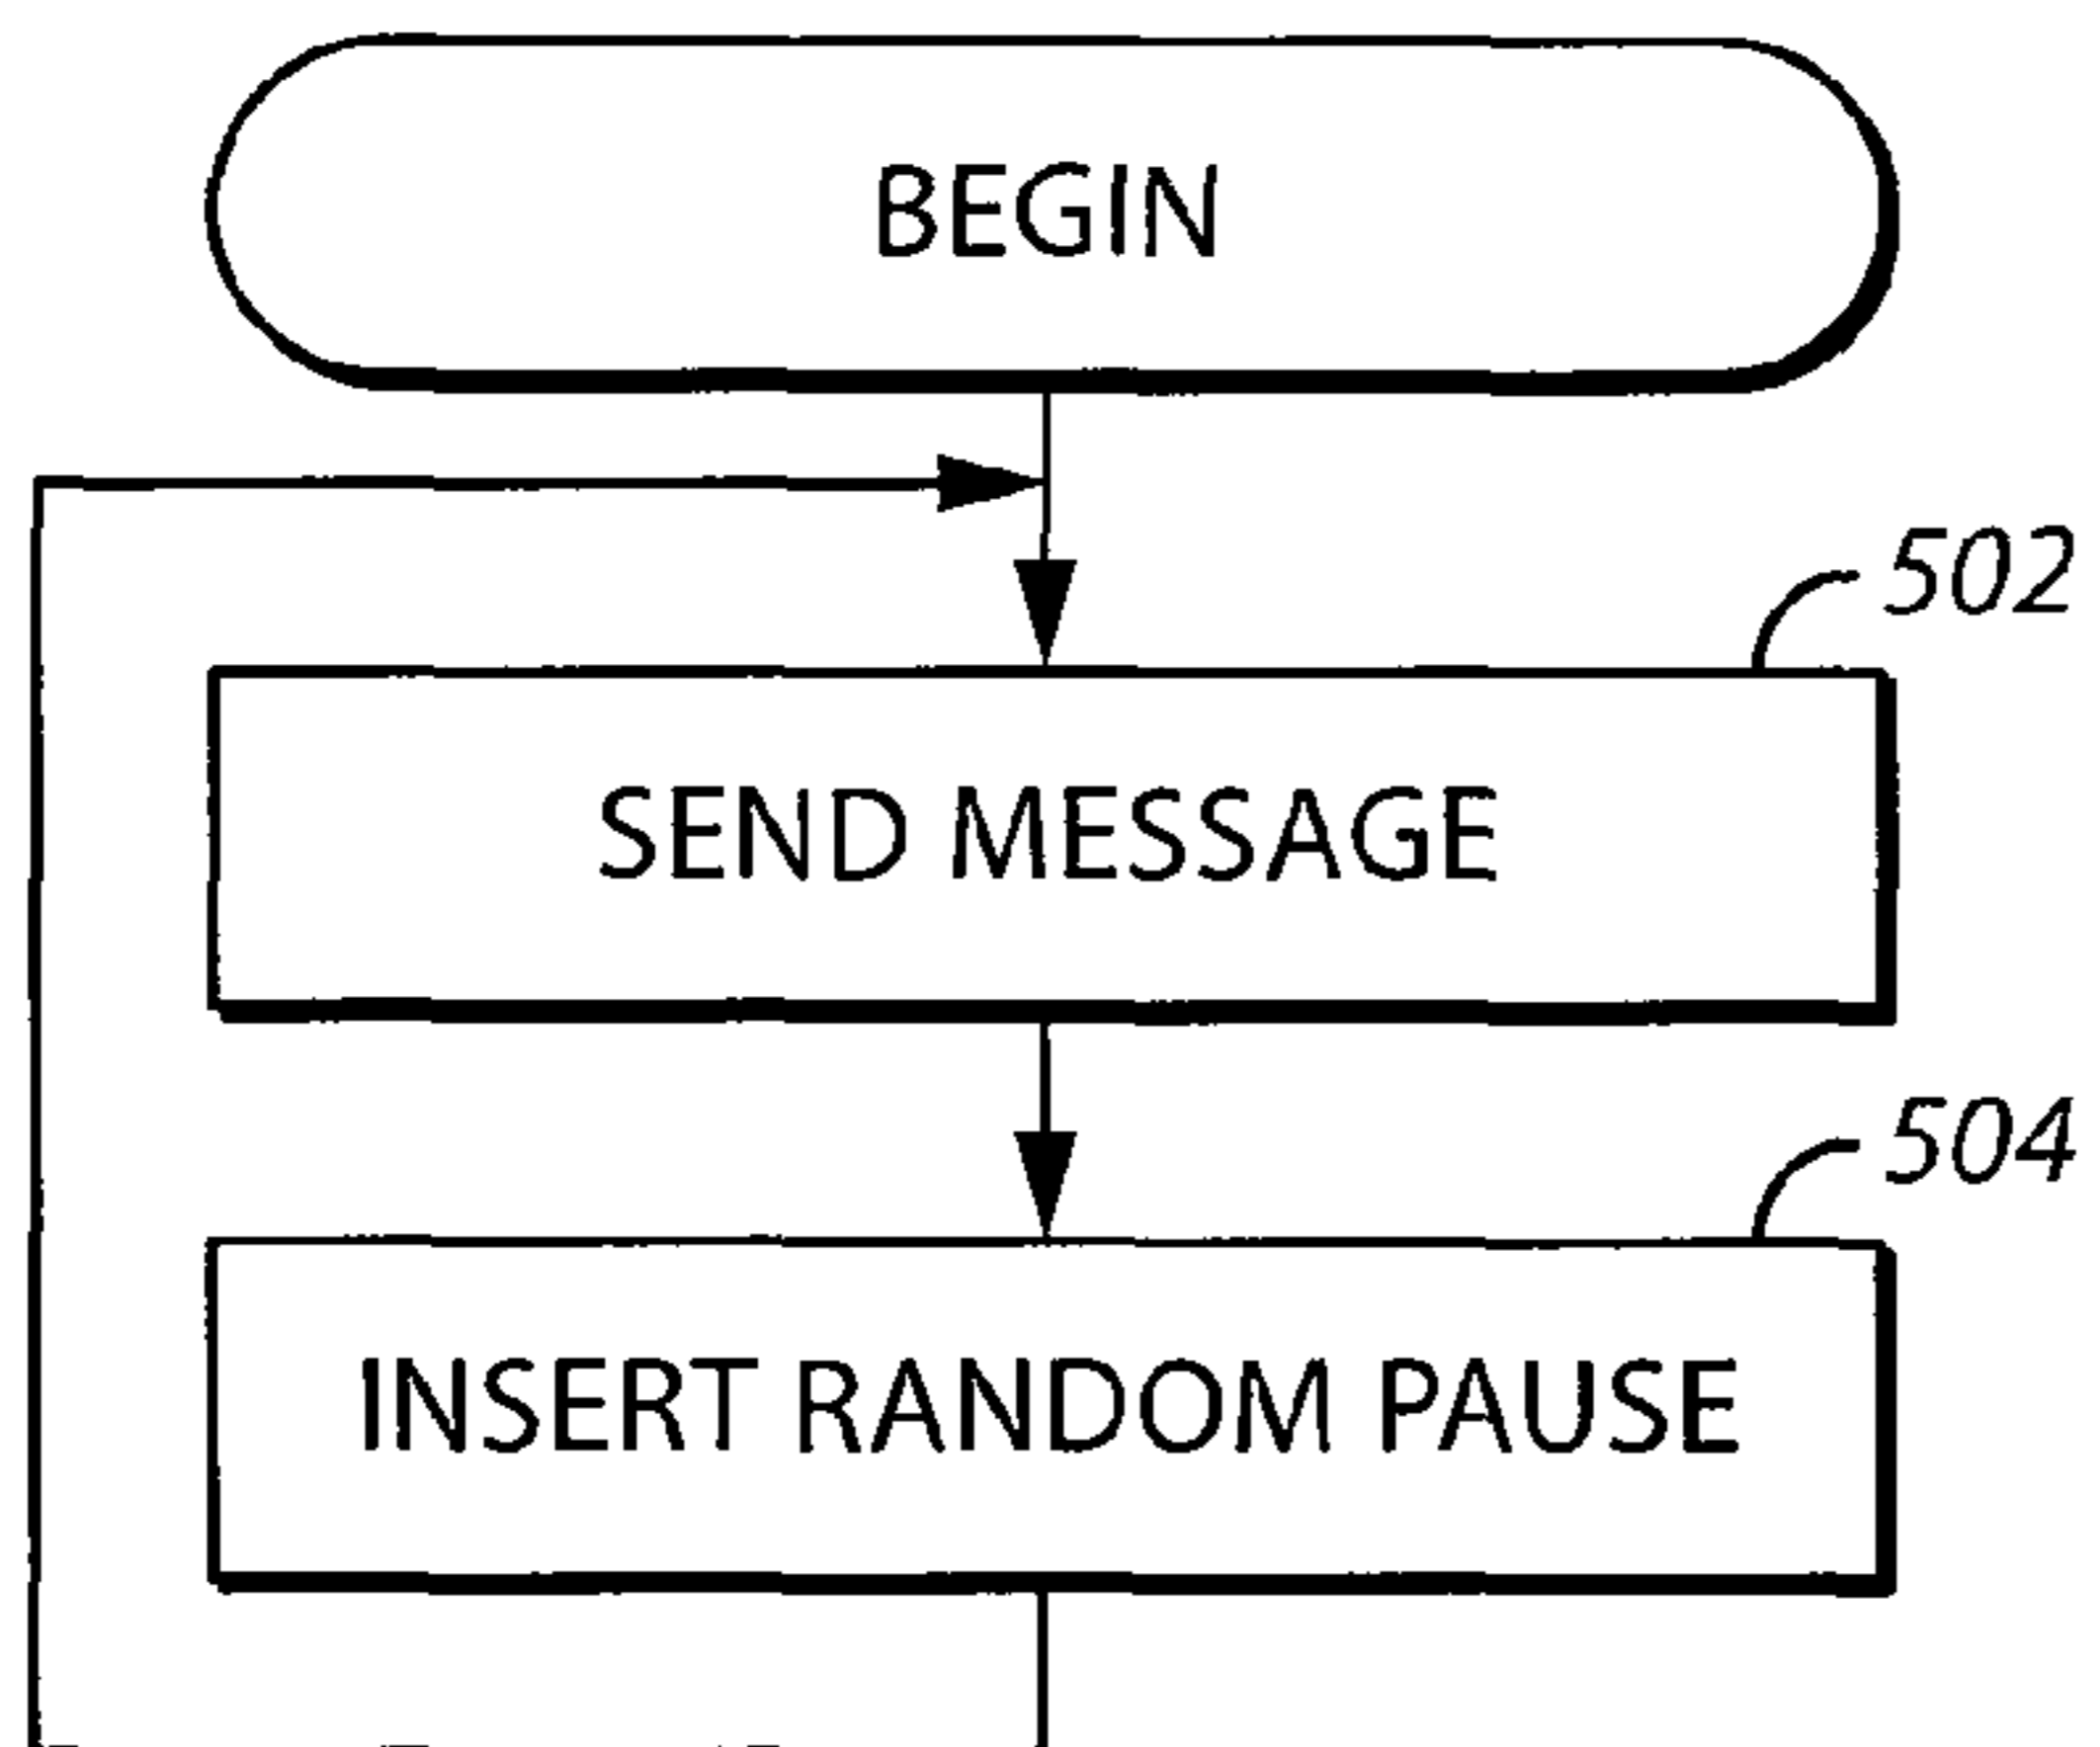 BEGIN
502
SEND MESSAGE
504
INSERT RANDOM PAUSE